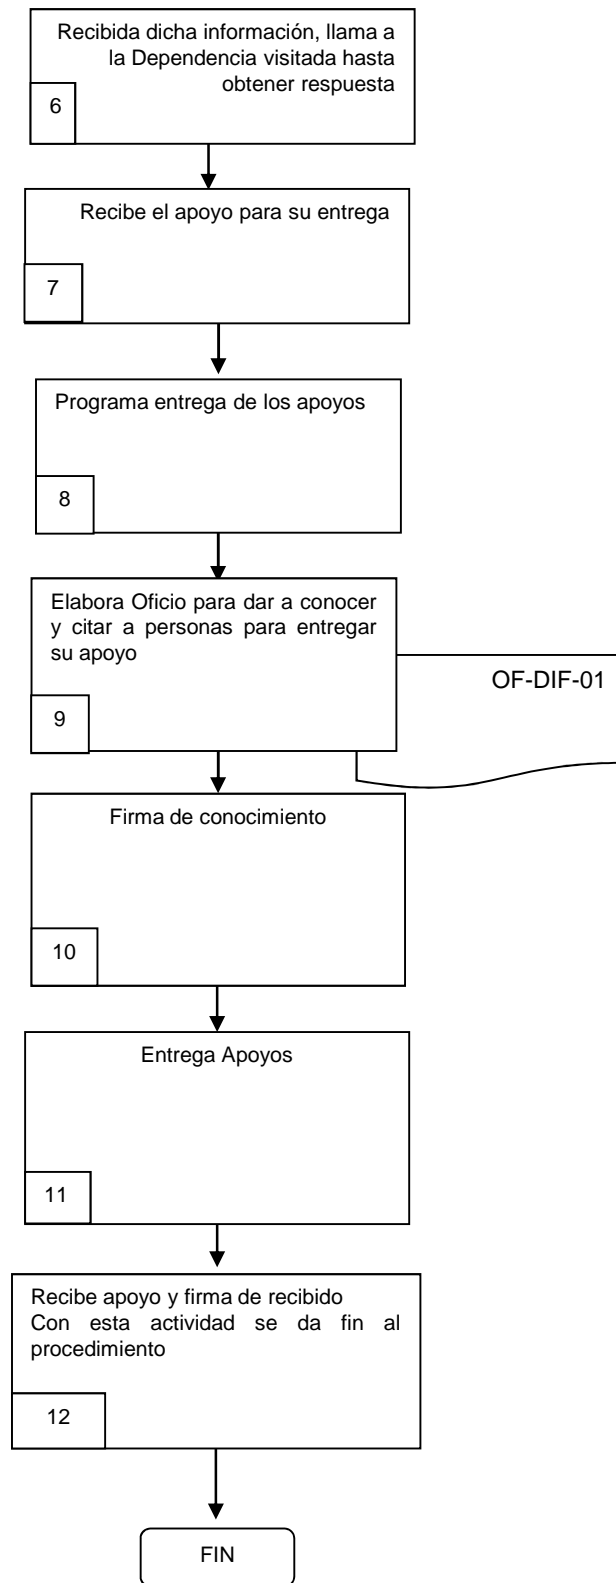 Recibida dicha información, llama a
la Dependencia visitada hasta
obtener respuesta
6
Recibe el apoyo para su entrega
7
Programa entrega de los apoyos
8
Elabora Oficio para dar a conocer
y citar a personas para entregar
su apoyo
9
OF-DIF-01
Firma de conocimiento
10
Entrega Apoyos
11
Recibe apoyo y firma de recibido
Con esta actividad se da fin al
procedimiento
12
FIN